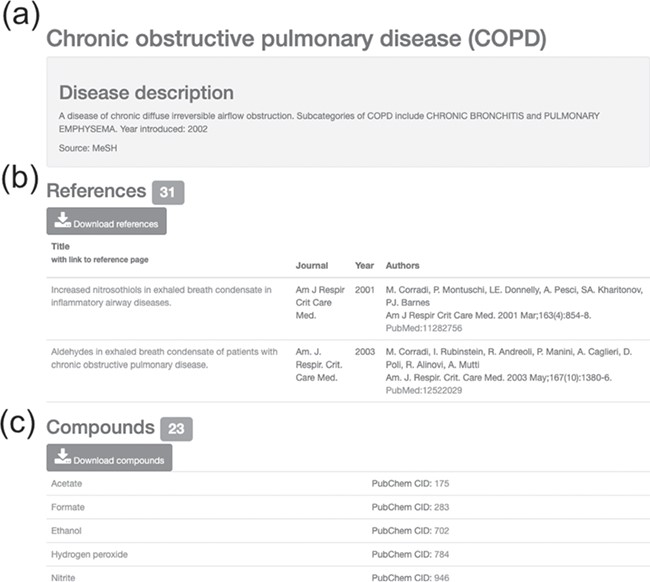 (a)
Chronic obstructive pulmonary disease (COPD)
Disease description
A disease of chronic diffuse irreversible airflow obstruction. Subcategories of COPD include CHRONIC BRONCHITIS and PULMONARY
EMPHYSEMA. Year introduced: 2002
Source: MeSH
(b)
References 31
Download references
Title
with link to reference page
Journal Year Authors
Increased nitrosothiols in exhaled breath condensate in
inflammatory airway diseases.
Am J Respir
Crit Care
Med.
2001
M. Corradi, P. Montuschi, LE. Donnelly, A. Pesci, SA. Kharitonov,
PJ. Barnes
Am J Respir Crit Care Med. 2001 Mar;163(4):854-8.
PubMed:11282756
Aldehydes in exhaled breath condensate of patients with
chronic obstructive pulmonary disease.
Am. J.
Respir. Crit.
Care Med.
2003
M. Corradi, I. Rubinstein, R. Andreoli, P. Manini, A. Caglieri, D.
Poli, R. Alinovi, A. Mutti
Am. J. Respir. Crit. Care Med. 2003 May;167(10):1380-6.
PubMed:12522029
(c)
Compounds 23
Download compounds
Acetate PubChem CID: 175
Formate PubChem CID: 283
Ethanol PubChem CID: 702
Hydrogen peroxide PubChem CID: 784
Nitrite PubChem CID: 946